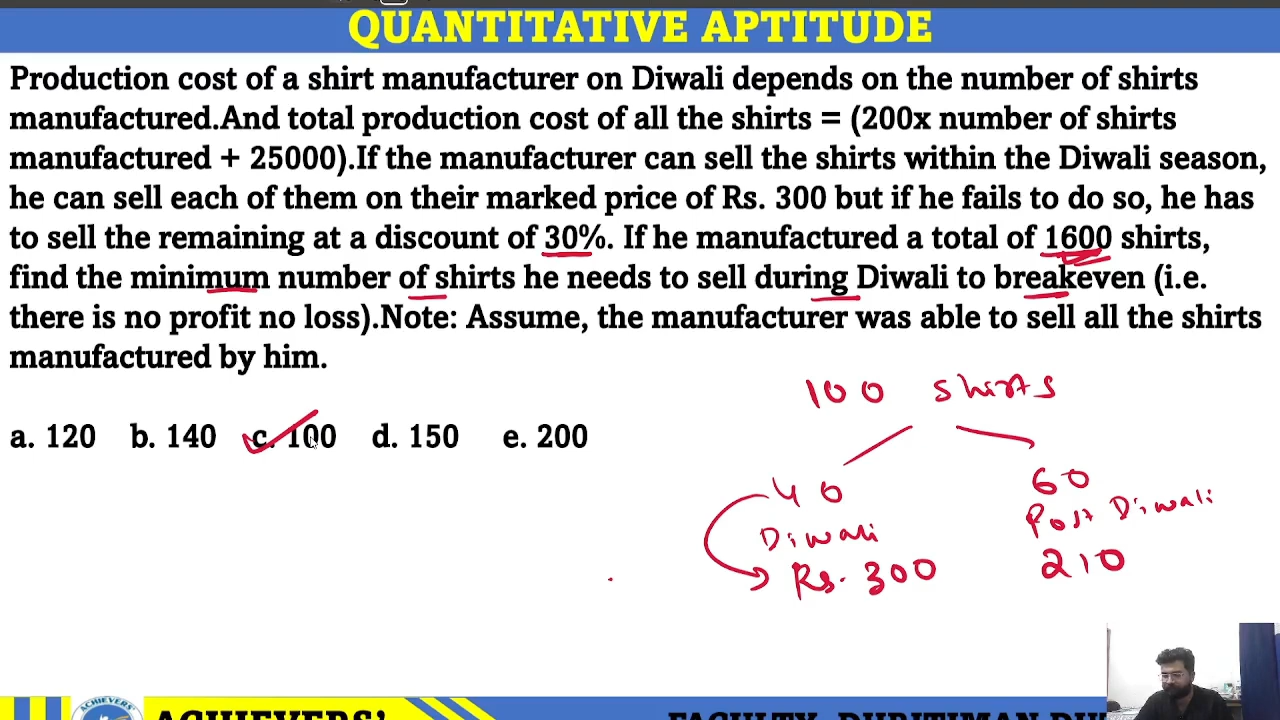 QUANTITATIVE APTITUDE
Production cost of a shirt manufacturer on Diwali depends on the number of shirts
manufactured.And total production cost of all the shirts = (200x number of shirts
manufactured + 25000).If the manufacturer can sell the shirts within the Diwali season,
he can sell each of them on their marked price of Rs. 300 but if he fails to do so, he has
to sell the remaining at a discount of 30%. If he manufactured a total of 1600 shirts,
find the minimum number of shirts he needs to sell during Diwali to breakeven (i.e.
there is no profit no loss).Note: Assume, the manufacturer was able to sell all the shirts
manufactured by him.
100 shirts
a. 120 b. 140 c. 100 d. 150 e. 200
40 60
Diwali Post Diwali
Rs. 300 210
ACHIEVERS'
ACHIEVERS'
FACULTY